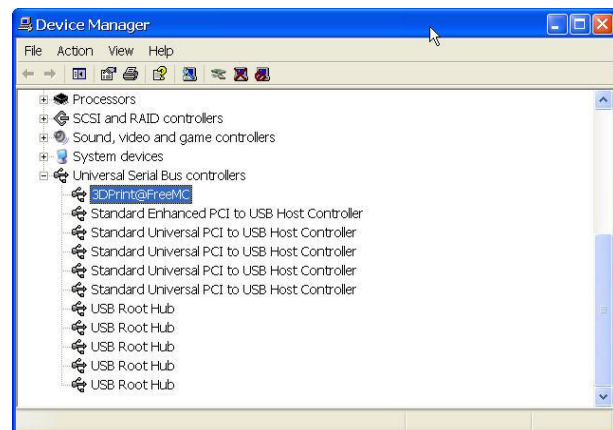 Device Manager
File Action View Help
Processors
SCSI and RAID controllers
Sound, video and game controllers
System devices
Universal Serial Bus controllers
3DPrint@FreeMC
Standard Enhanced PCI to USB Host Controller
Standard Universal PCI to USB Host Controller
Standard Universal PCI to USB Host Controller
Standard Universal PCI to USB Host Controller
Standard Universal PCI to USB Host Controller
USB Root Hub
USB Root Hub
USB Root Hub
USB Root Hub
USB Root Hub